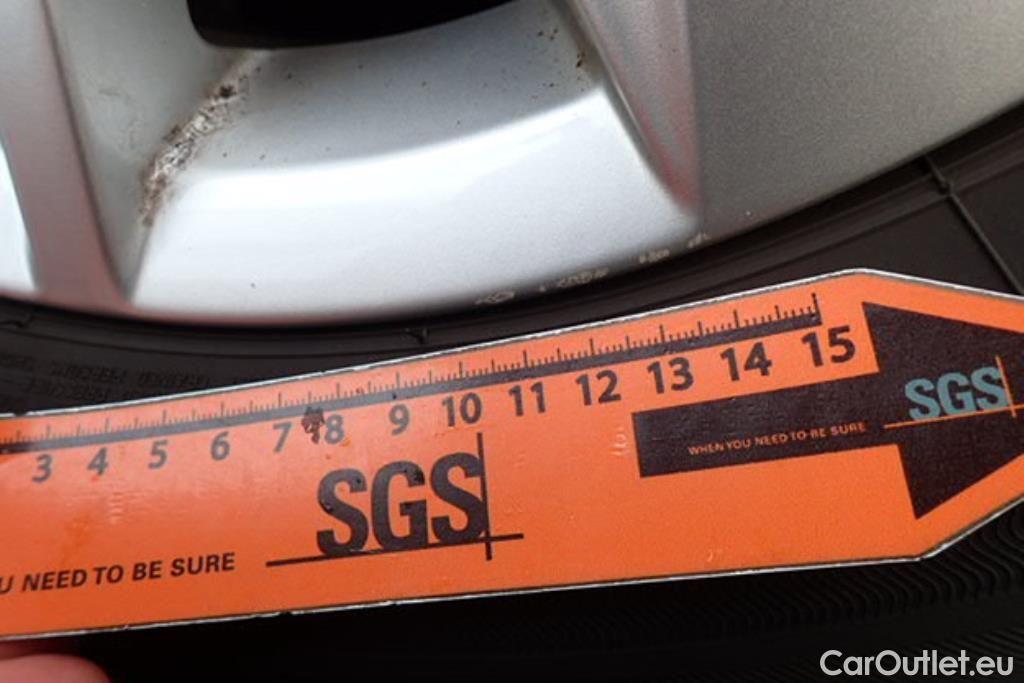 3 4 5 6 7 8 9 10 11 12 13 14 15
SGS
WHEN YOU NEED TO BE SURE
SGS
U NEED TO BE SURE
CarOutlet.eu